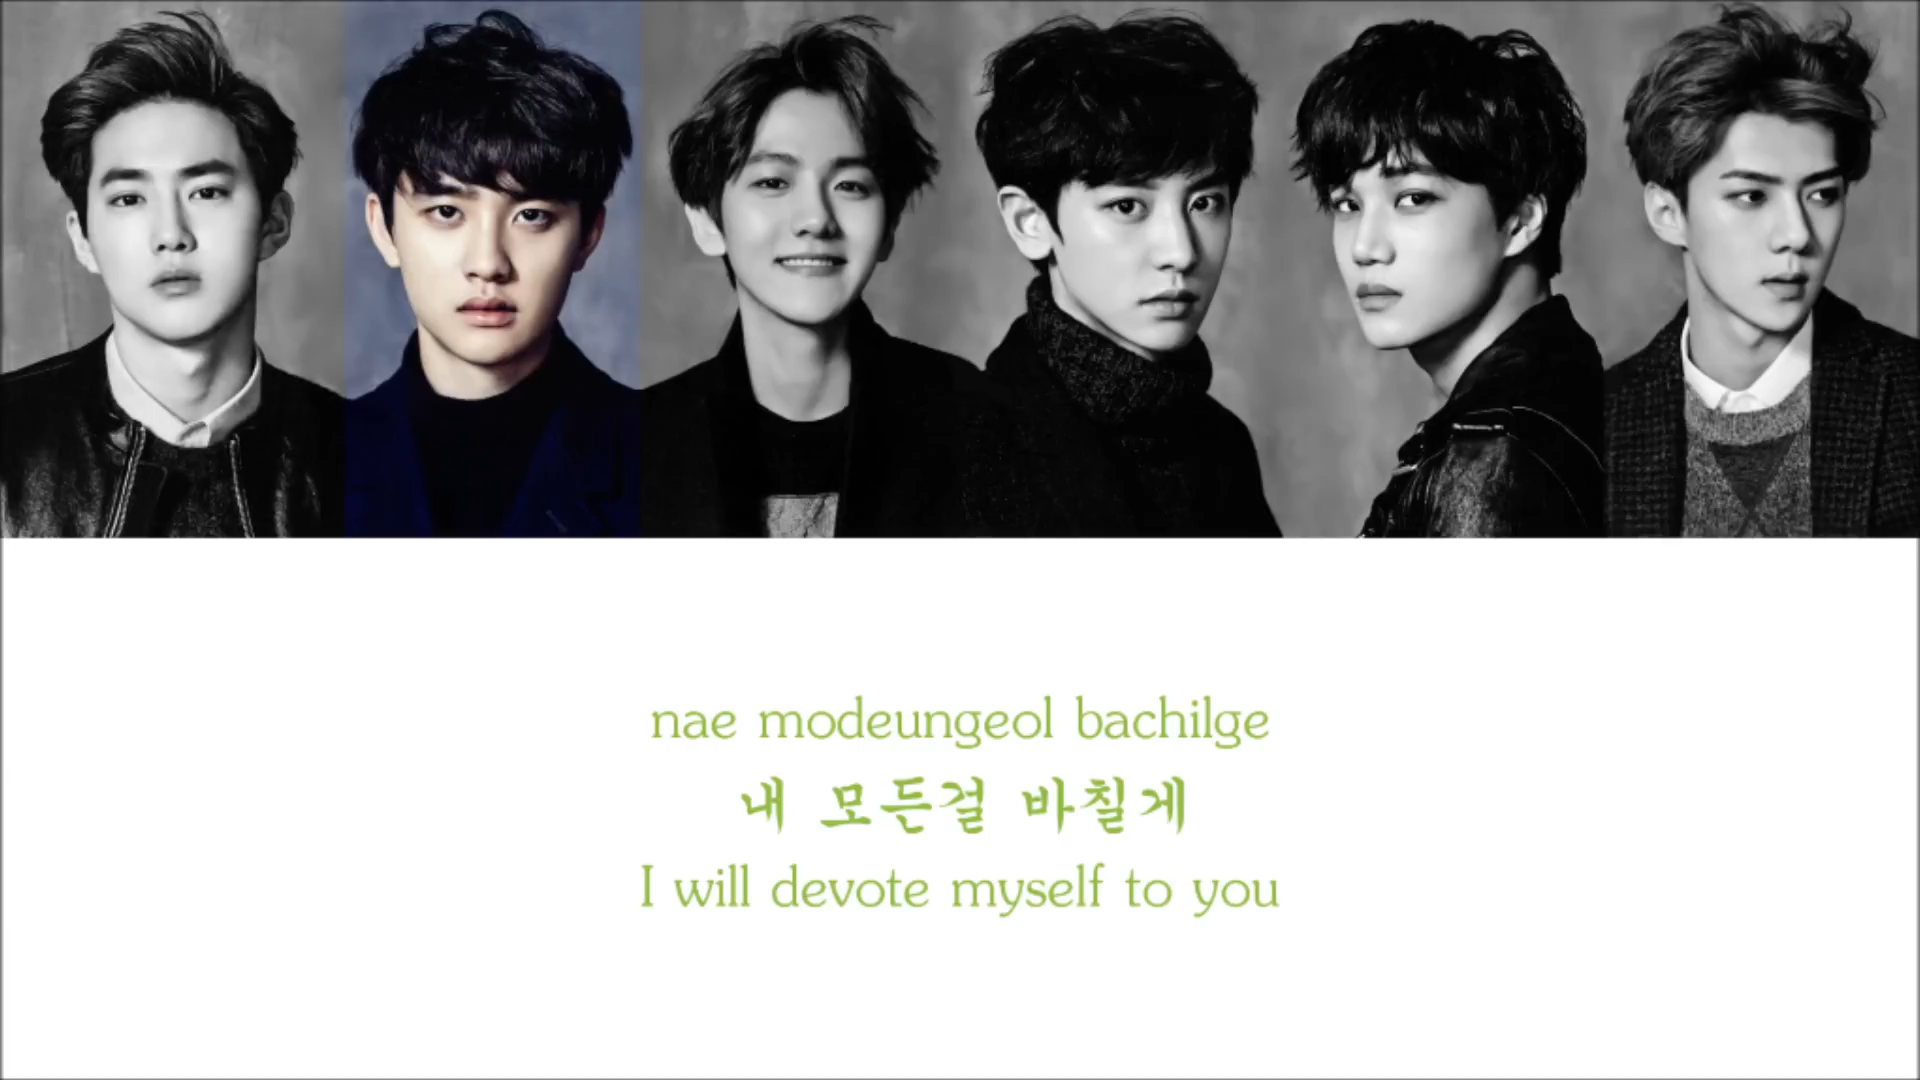 nae modeungeol bachilge
내 모든걸 바칠게
I will devote myself to you